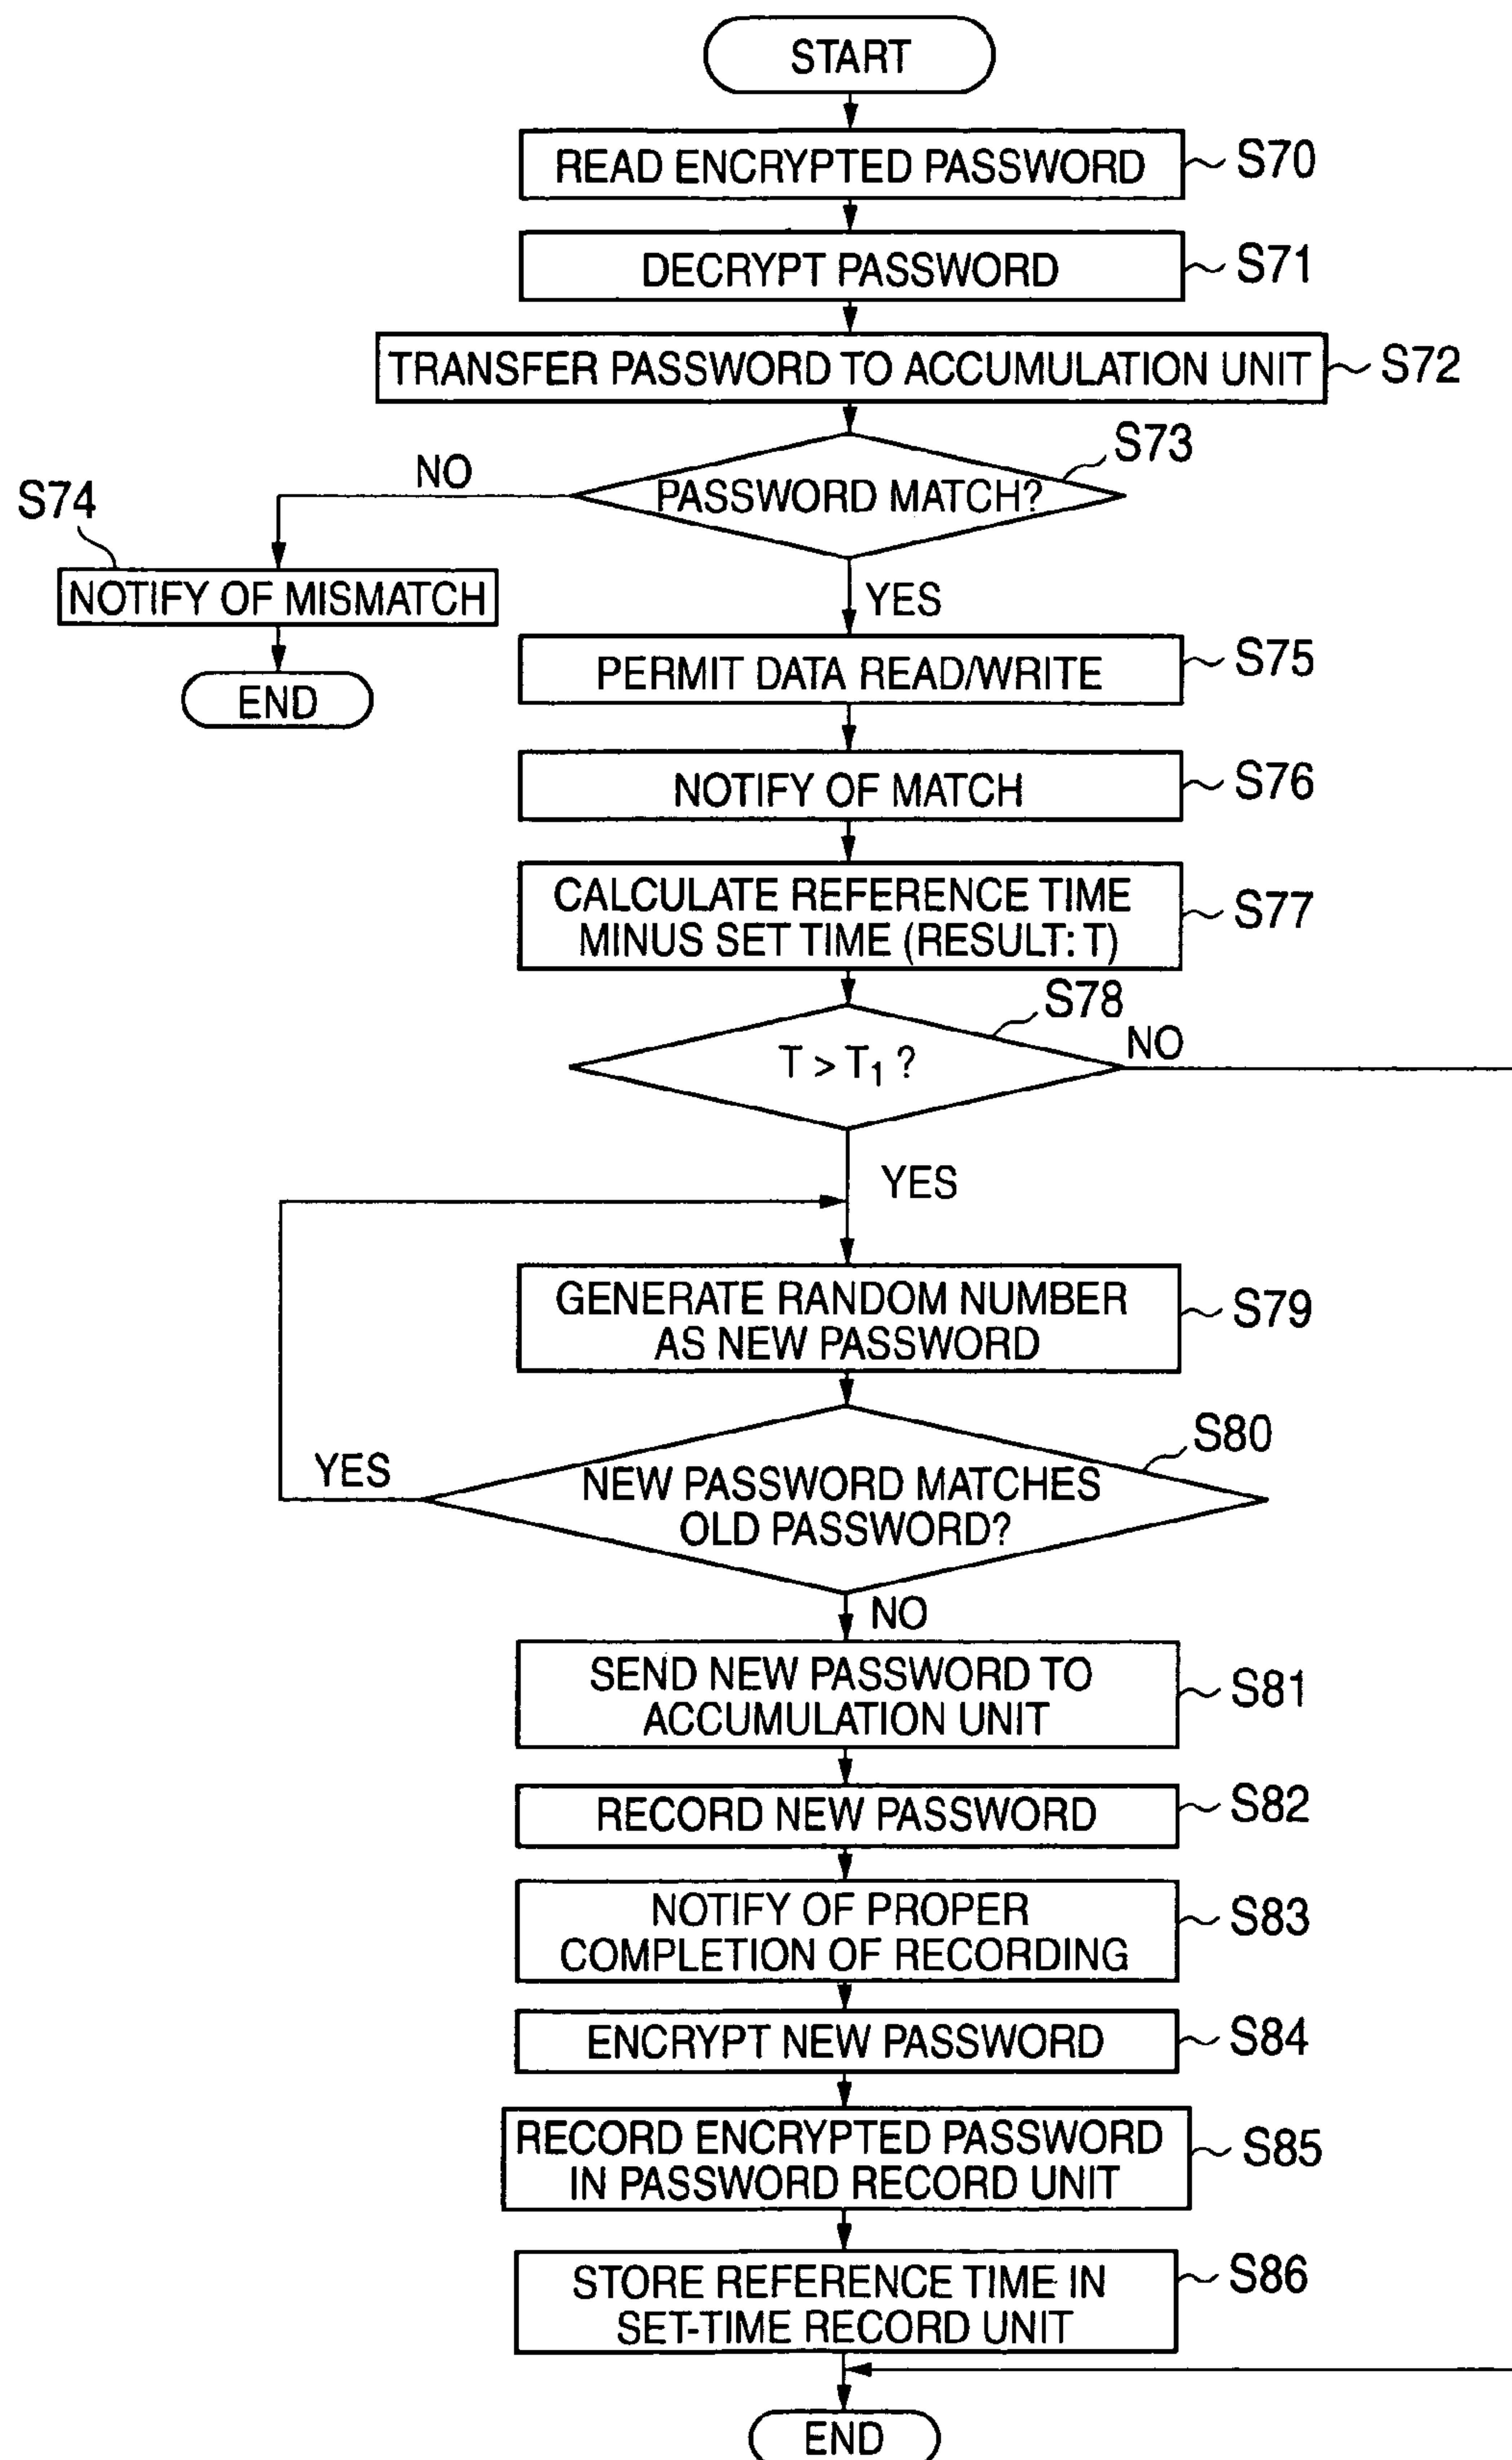 START
READ ENCRYPTED PASSWORD
S70
DECRYPT PASSWORD
S71
TRANSFER PASSWORD TO ACCUMULATION UNIT
S72
S73
PASSWORD MATCH?
NO
S74
NOTIFY OF MISMATCH
END
YES
PERMIT DATA READ/WRITE
S75
NOTIFY OF MATCH
S76
CALCULATE REFERENCE TIME
MINUS SET TIME (RESULT: T)
S77
S78
T > T1 ?
NO
YES
GENERATE RANDOM NUMBER
AS NEW PASSWORD
S79
S80
NEW PASSWORD MATCHES
OLD PASSWORD?
YES
NO
SEND NEW PASSWORD TO
ACCUMULATION UNIT
S81
RECORD NEW PASSWORD
S82
NOTIFY OF PROPER
COMPLETION OF RECORDING
S83
ENCRYPT NEW PASSWORD
S84
RECORD ENCRYPTED PASSWORD
IN PASSWORD RECORD UNIT
S85
STORE REFERENCE TIME IN
SET-TIME RECORD UNIT
S86
END